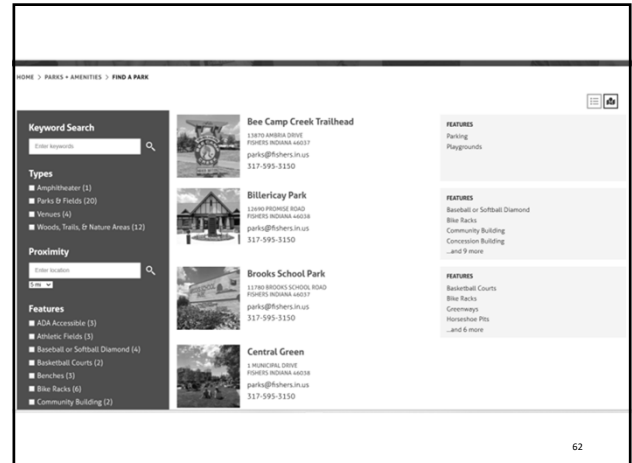 HOME > PARKS + AMENITIES > FIND A PARK
Keyword Search
Enter keywords
Types
Amphitheater (1)
Parks & Fields (20)
Venues (4)
Woods, Trails, & Nature Areas (12)
Proximity
Enter location
5 mi
Features
ADA Accessible (3)
Athletic Fields (3)
Baseball or Softball Diamond (4)
Basketball Courts (2)
Benches (3)
Bike Racks (6)
Community Building (2)
Bee Camp Creek Trailhead
13870 AMBRIA DRIVE
FISHERS INDIANA 46037
parks@fishers.in.us
317-595-3150
FEATURES
Parking
Playgrounds
Billericay Park
12690 PROMISE ROAD
FISHERS INDIANA 46038
parks@fishers.in.us
317-595-3150
FEATURES
Baseball or Softball Diamond
Bike Racks
Community Building
Concession Building
...and 9 more
Brooks School Park
11780 BROOKS SCHOOL ROAD
FISHERS INDIANA 46037
parks@fishers.in.us
317-595-3150
FEATURES
Basketball Courts
Bike Racks
Greenways
Horseshoe Pits
...and 6 more
Central Green
1 MUNICIPAL DRIVE
FISHERS INDIANA 46038
parks@fishers.in.us
317-595-3150
62